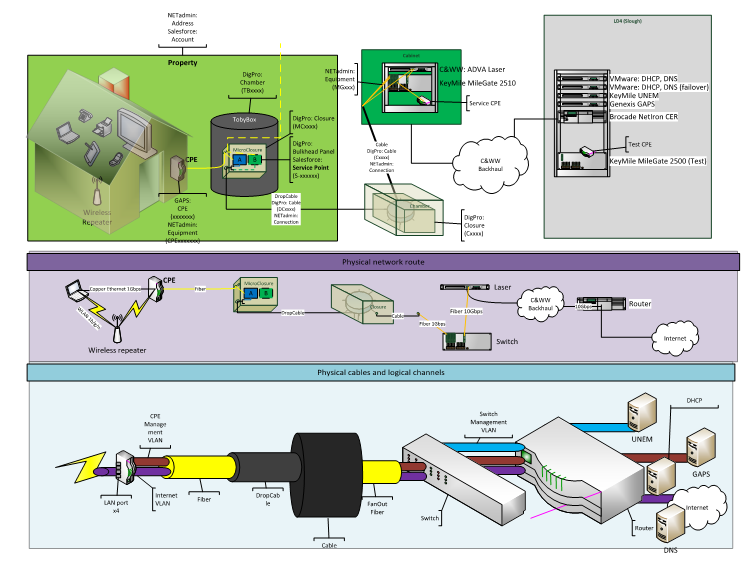 NETadmin:
Address
Salesforce:
Account
Property
DigPro:
Chamber
(TBxxxx)
TobyBox
MicroClosure
A
B
DigPro: Closure
(MCxxxx)
DigPro:
Bulkhead Panel
Salesforce:
Service Point
(S-xxxxxx)
CPE
GAPS:
CPE
(xxxxxxx)
NETadmin:
Equipment
(CPExxxxxxx)
Wireless
Repeater
DropCable
DigPro: Cable
(DCxxxx)
NETadmin:
Connection
Cabinet
NETadmin:
Equipment
(MGxxxx)
C&WW: ADVA Laser
KeyMile MileGate 2510
Service CPE
Cable
DigPro: Cable
(Cxxxx)
NETadmin:
Connection
Chamber
DigPro:
Closure
(Cxxxx)
C&WW
Backhaul
LD4 (Slough)
VMware: DHCP, DNS
VMware: DHCP, DNS (failover)
KeyMile UNEM
Genexis GAPS
Brocade NetIron CER
Test CPE
KeyMile MileGate 2500 (Test)
Physical network route
Copper Ethernet 1Gbps
CPE
Fiber
MicroClosure
A
B
DropCable
Closure
Cable
Fiber 1Gbps
Fiber 10Gbps
Laser
Switch
C&WW
Backhaul
10Gbps
Router
Internet
Wireless repeater
Physical cables and logical channels
CPE
Manage
ment
VLAN
LAN port
x4
Internet
VLAN
Fiber
DropCab
le
Cable
FanOut
Fiber
Switch
Management
VLAN
Switch
Router
UNEM
DHCP
GAPS
Internet
DNS